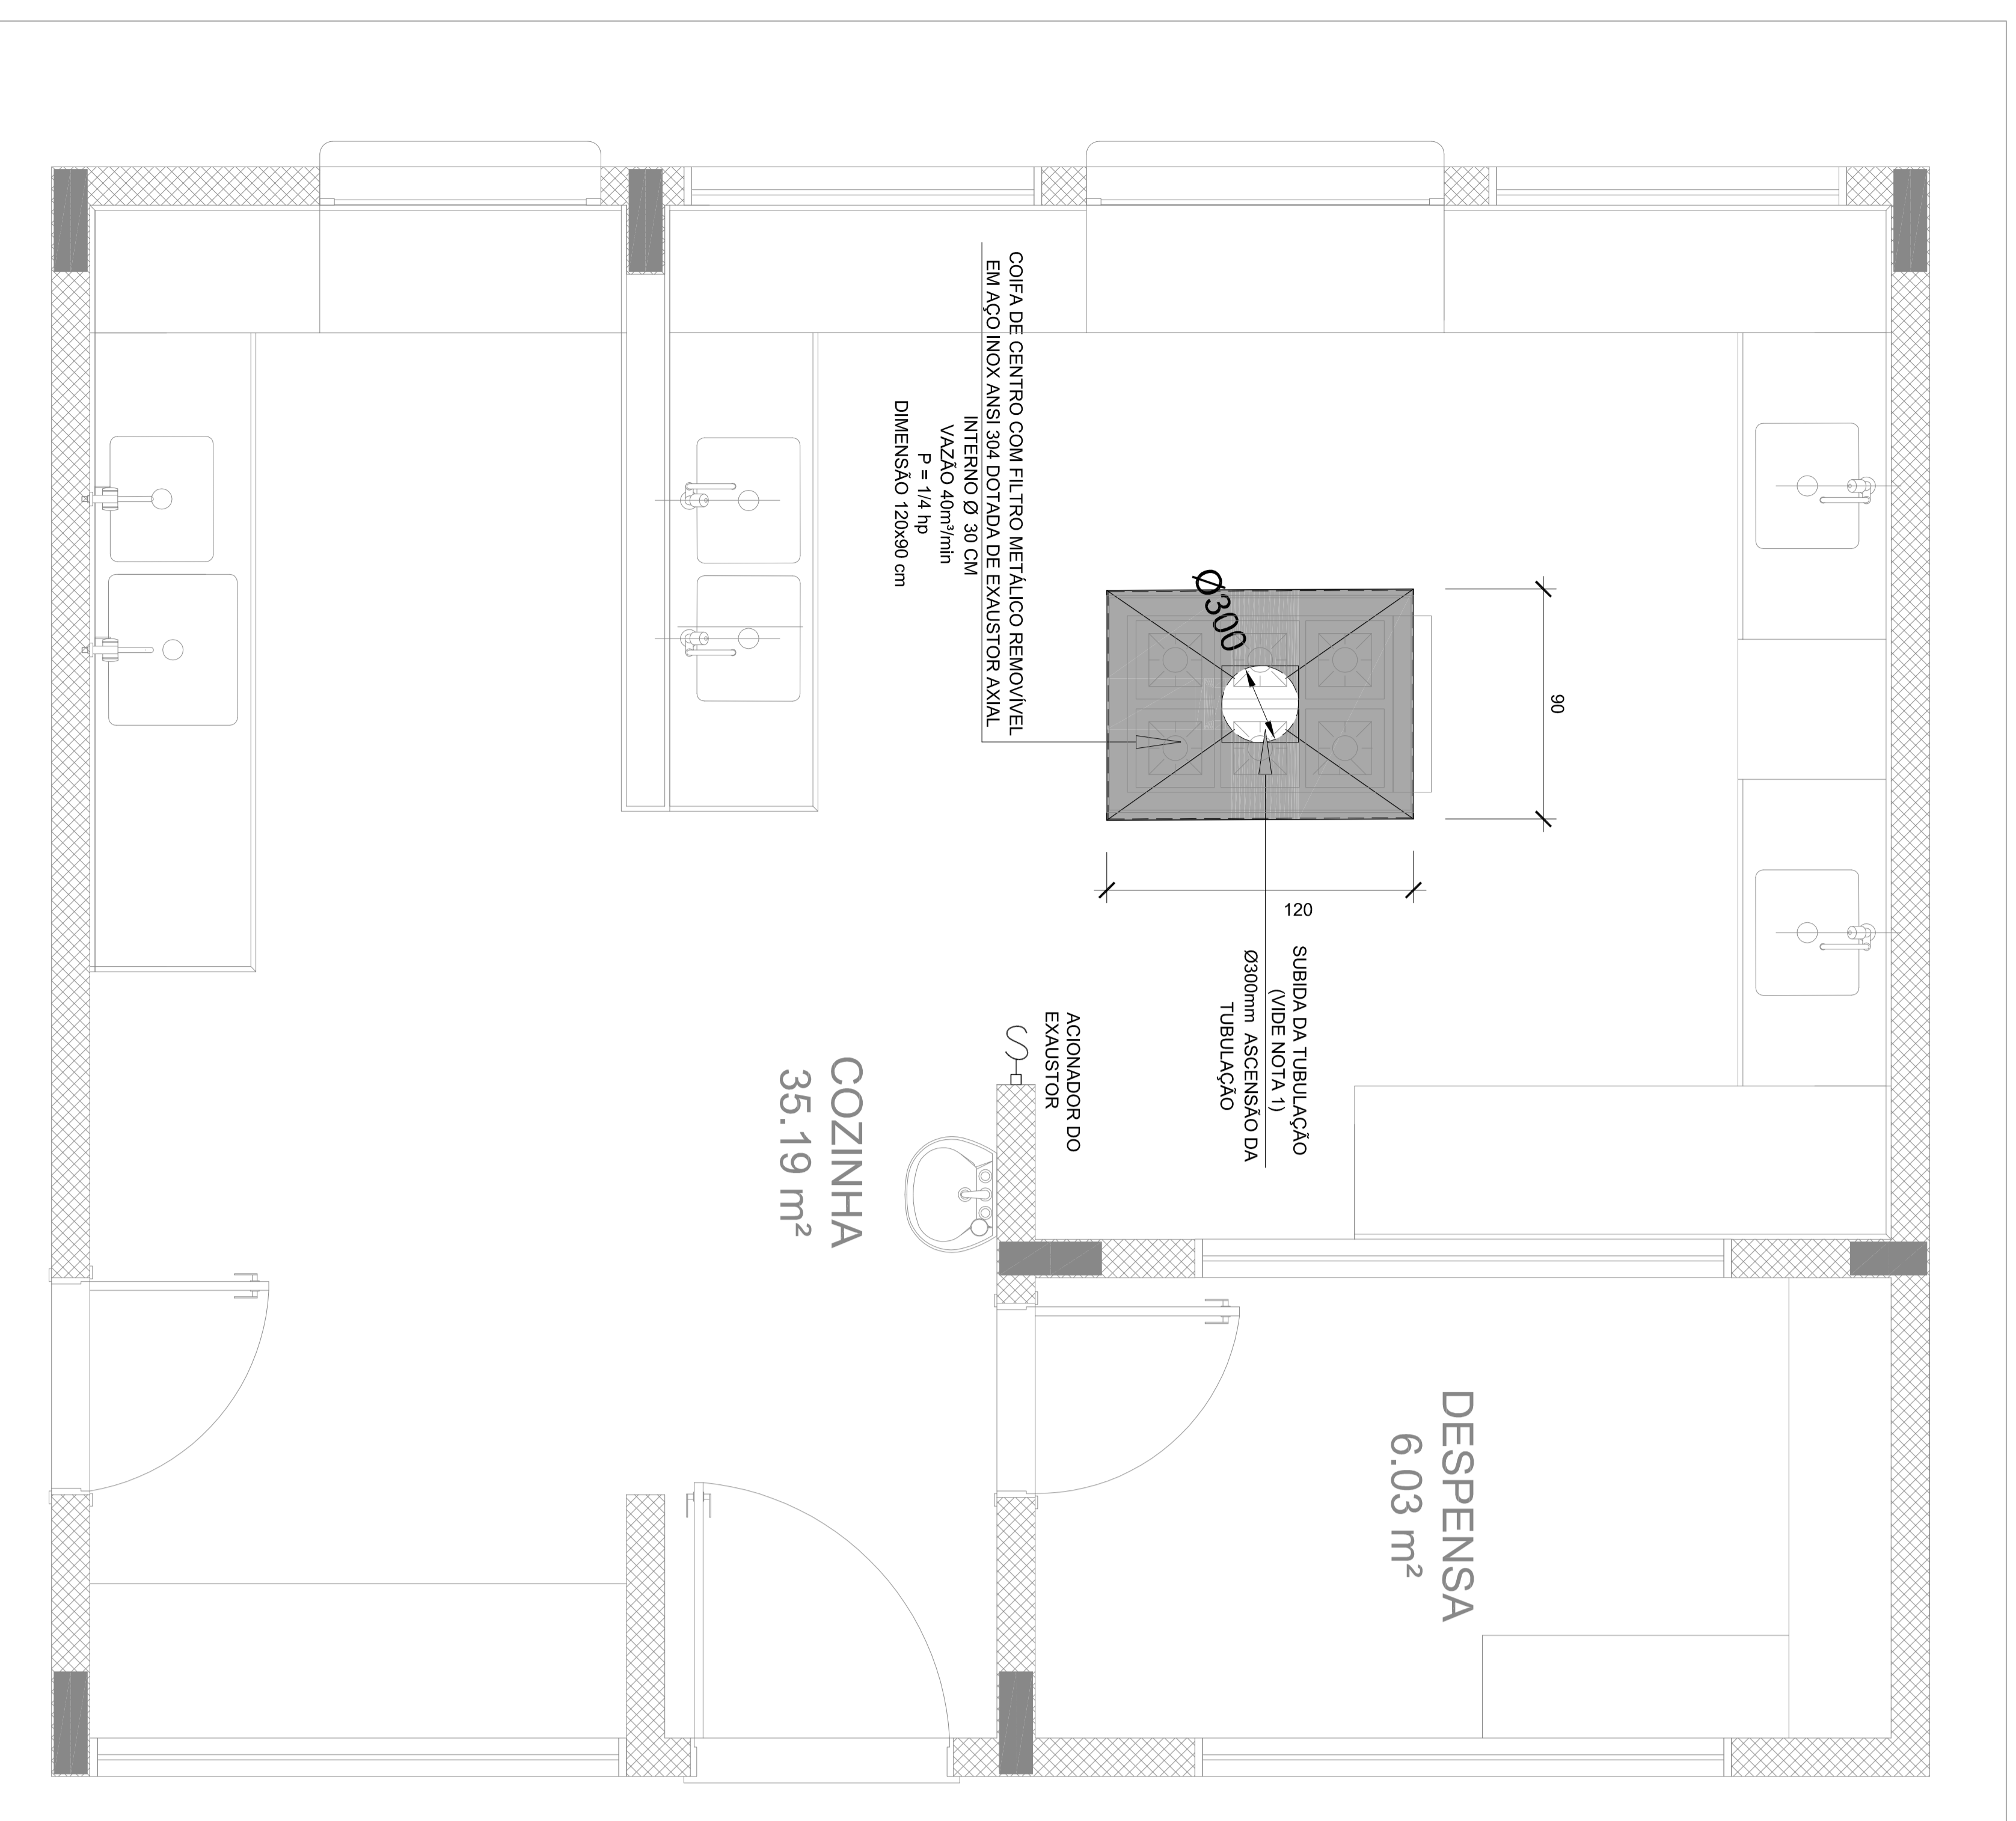 COIFA DE CENTRO COM FILTRO METÁLICO REMOVÍVEL
EM AÇO INOX ANSI 304 DOTADA DE EXAUSTOR AXIAL
INTERNO Ø 30 CM
VAZÃO 40m³/min
P = 1/4 hp
DIMENSÃO 120x90 cm
Ø300
90
120
SUBIDA DA TUBULAÇÃO
(VIDE NOTA 1)
Ø300mm ASCENSÃO DA
TUBULAÇÃO
ACIONADOR DO
EXAUSTOR
S
COZINHA
35.19 m²
DESPENSA
6.03 m²